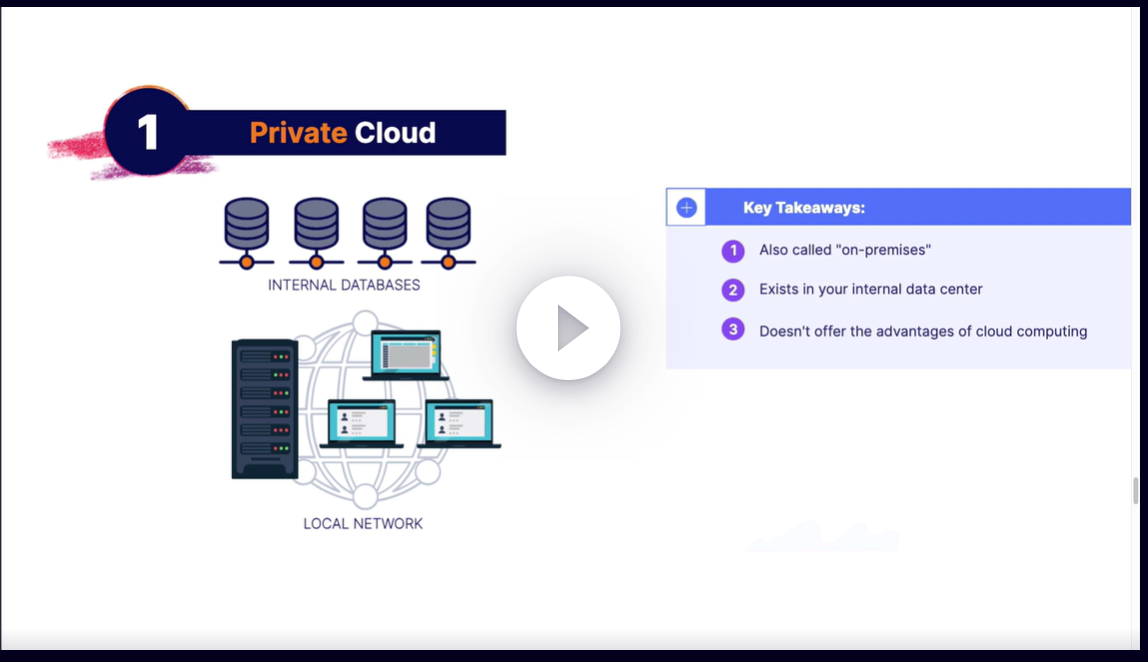 1
Private Cloud
INTERNAL DATABASES
LOCAL NETWORK
Key Takeaways:
1 Also called "on-premises"
2 Exists in your internal data center
3 Doesn't offer the advantages of cloud computing